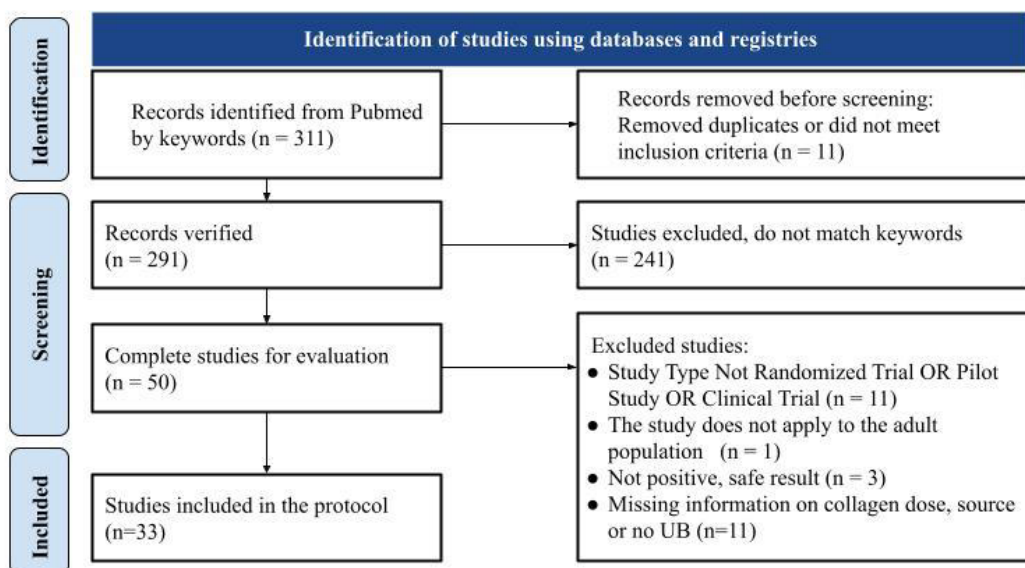 Identification of studies using databases and registries
Identification
Records identified from Pubmed
by keywords (n = 311)
Records removed before screening:
Removed duplicates or did not meet
inclusion criteria (n = 11)
Screening
Records verified
(n = 291)
Studies excluded, do not match keywords
(n = 241)
Complete studies for evaluation
(n = 50)
Excluded studies:
● Study Type Not Randomized Trial OR Pilot
Study OR Clinical Trial (n = 11)
● The study does not apply to the adult
population (n = 1)
● Not positive, safe result (n = 3)
● Missing information on collagen dose, source
or no UB (n=11)
Included
Studies included in the protocol
(n=33)